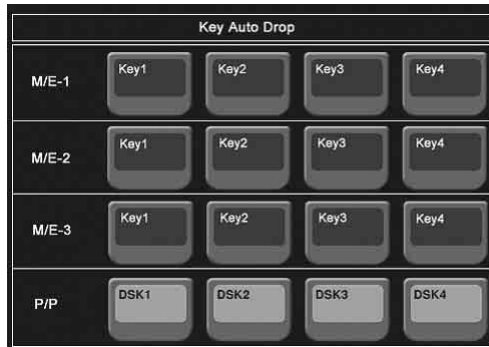 Key Auto Drop
M/E-1 Key1 Key2 Key3 Key4
M/E-2 Key1 Key2 Key3 Key4
M/E-3 Key1 Key2 Key3 Key4
P/P DSK1 DSK2 DSK3 DSK4